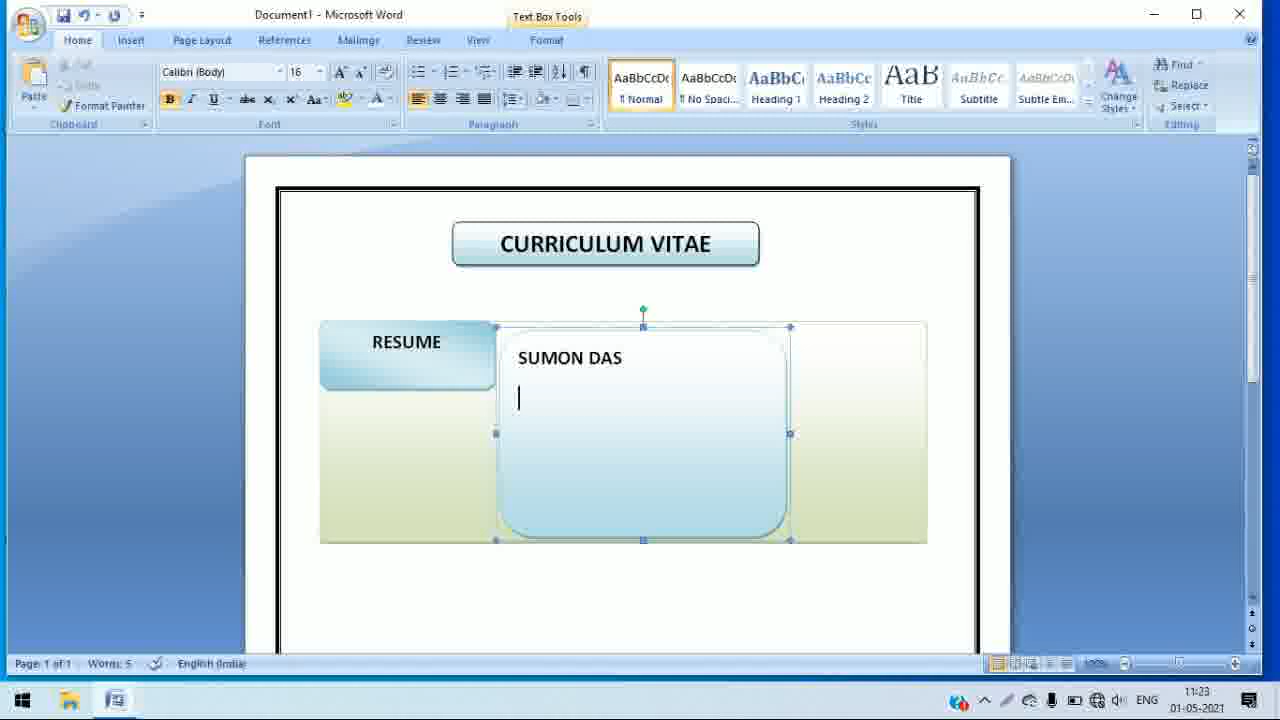 Document1 - Microsoft Word
Text Box Tools
Home Insert Page Layout References Mailings Review View Format
Paste
Format Painter
Clipboard
Calibri (Body) 16
Font
Paragraph
AaBbCcDc AaBbCcDc AaBbC AaBbCc AaB AaBbCc AaBbCcDc
¶ Normal ¶ No Spaci... Heading 1 Heading 2 Title Subtitle Subtle Em...
Styles
Change Styles
Find
Replace
Select
Editing
CURRICULUM VITAE
RESUME
SUMON DAS
Page: 1 of 1 Words: 5 English (India) 100%
ENG
11:23
01-05-2021